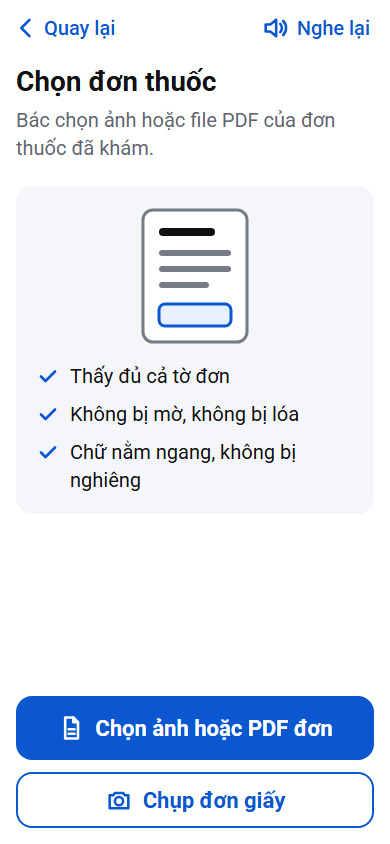 Quay lại
Nghe lại
Chọn đơn thuốc
Bác chọn ảnh hoặc file PDF của đơn
thuốc đã khám.
Thấy đủ cả tờ đơn
Không bị mờ, không bị lóa
Chữ nằm ngang, không bị
nghiêng
Chọn ảnh hoặc PDF đơn
Chụp đơn giấy